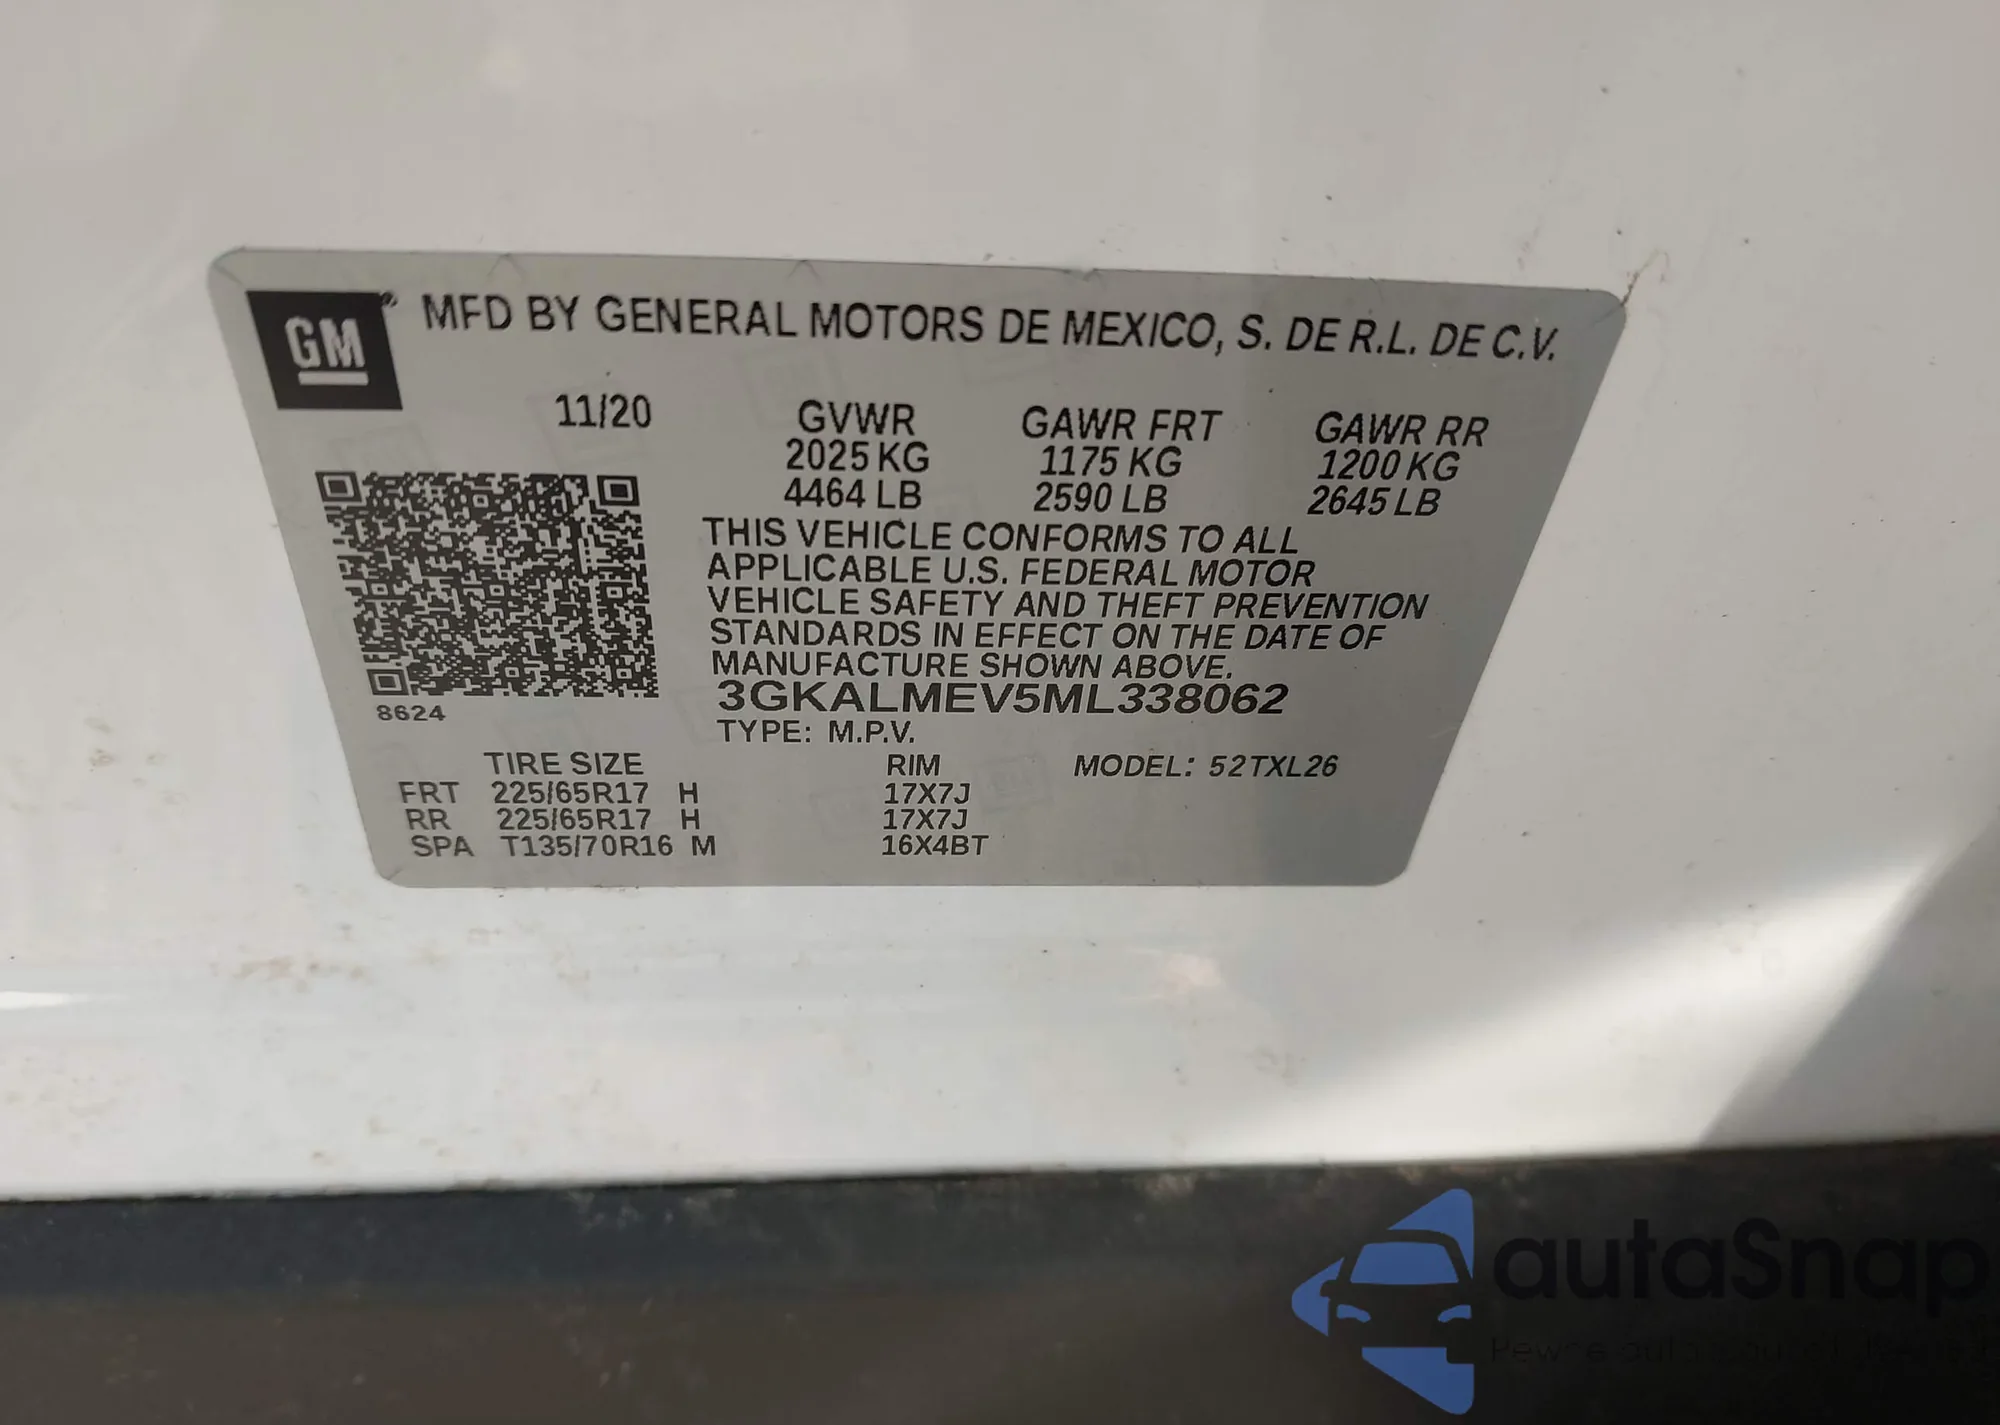 GM® MFD BY GENERAL MOTORS DE MEXICO, S. DE R.L. DE C.V.
11/20 GVWR GAWR FRT GAWR RR
2025 KG 1175 KG 1200 KG
4464 LB 2590 LB 2645 LB
THIS VEHICLE CONFORMS TO ALL
APPLICABLE U.S. FEDERAL MOTOR
VEHICLE SAFETY AND THEFT PREVENTION
STANDARDS IN EFFECT ON THE DATE OF
MANUFACTURE SHOWN ABOVE.
3GKALMEV5ML338062
8624
TYPE: M.P.V.
TIRE SIZE RIM MODEL: 52TXL26
FRT 225/65R17 H 17X7J
RR 225/65R17 H 17X7J
SPA T135/70R16 M 16X4BT
autaSnap